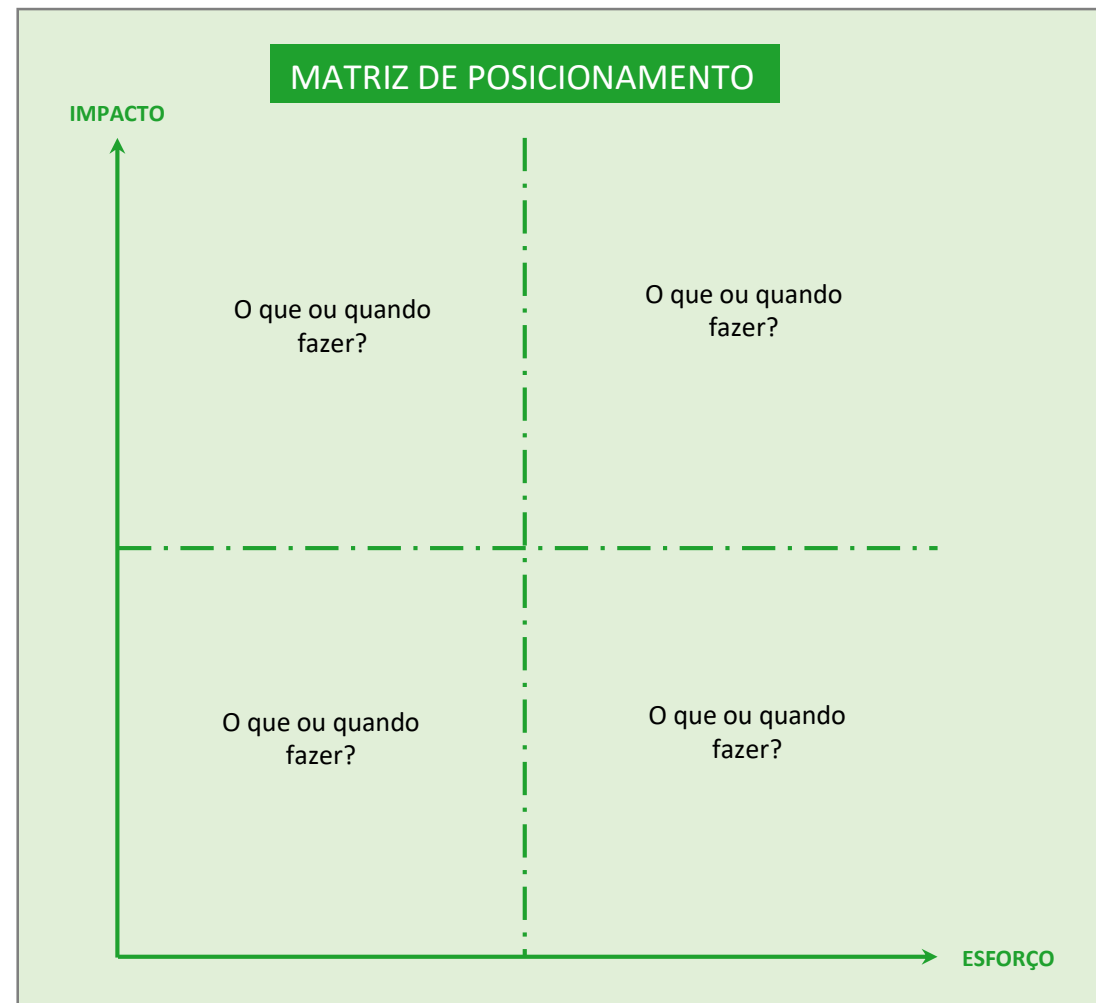 MATRIZ DE POSICIONAMENTO
IMPACTO
O que ou quando
fazer?
O que ou quando
fazer?
O que ou quando
fazer?
O que ou quando
fazer?
ESFORÇO